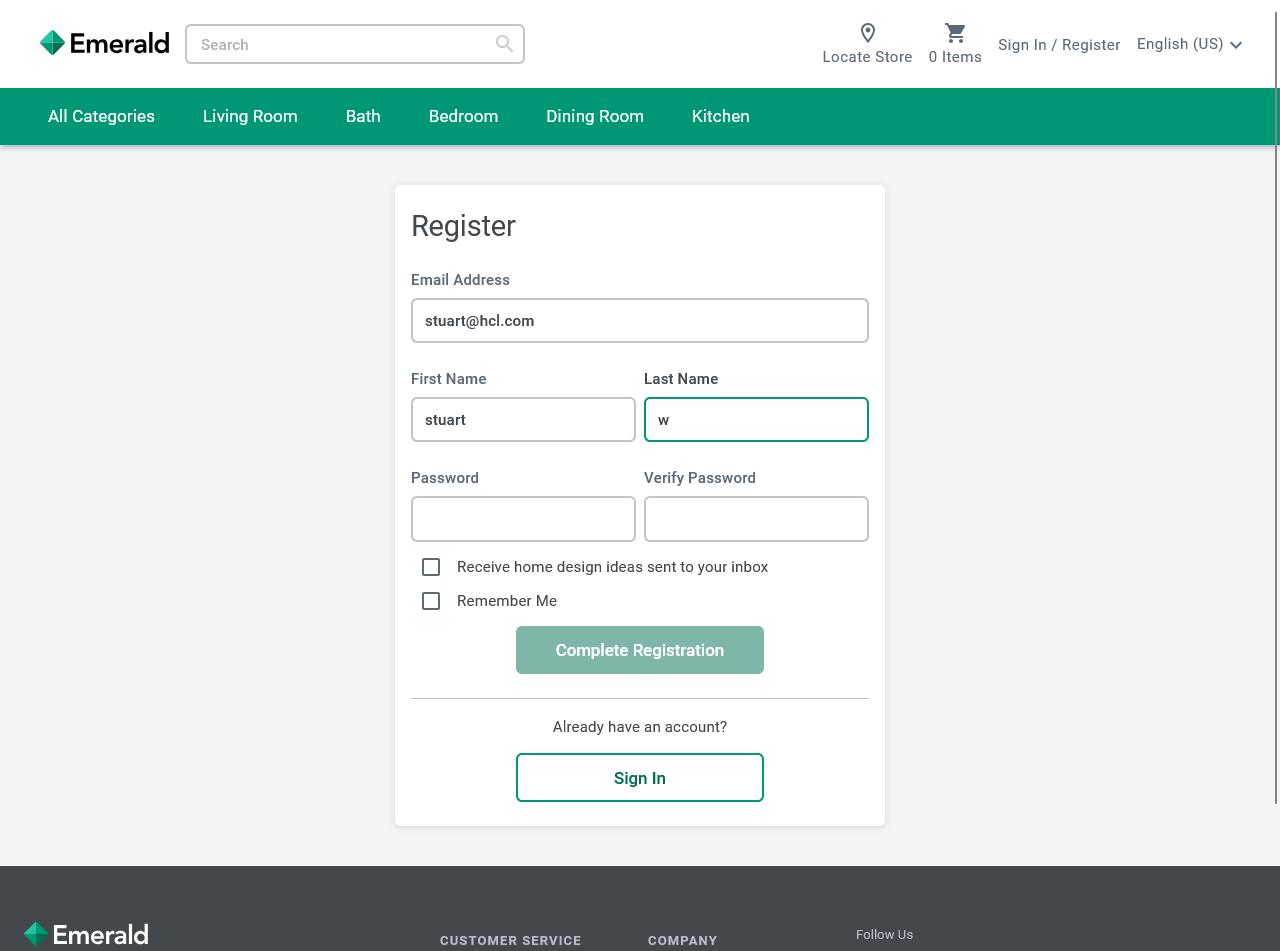 Emerald
Search
Locate Store
0 Items
Sign In / Register
English (US)
All Categories
Living Room
Bath
Bedroom
Dining Room
Kitchen
Register
Email Address
stuart@hcl.com
First Name
Last Name
stuart
w
Password
Verify Password
Receive home design ideas sent to your inbox
Remember Me
Complete Registration
Already have an account?
Sign In
Emerald
CUSTOMER SERVICE
COMPANY
Follow Us